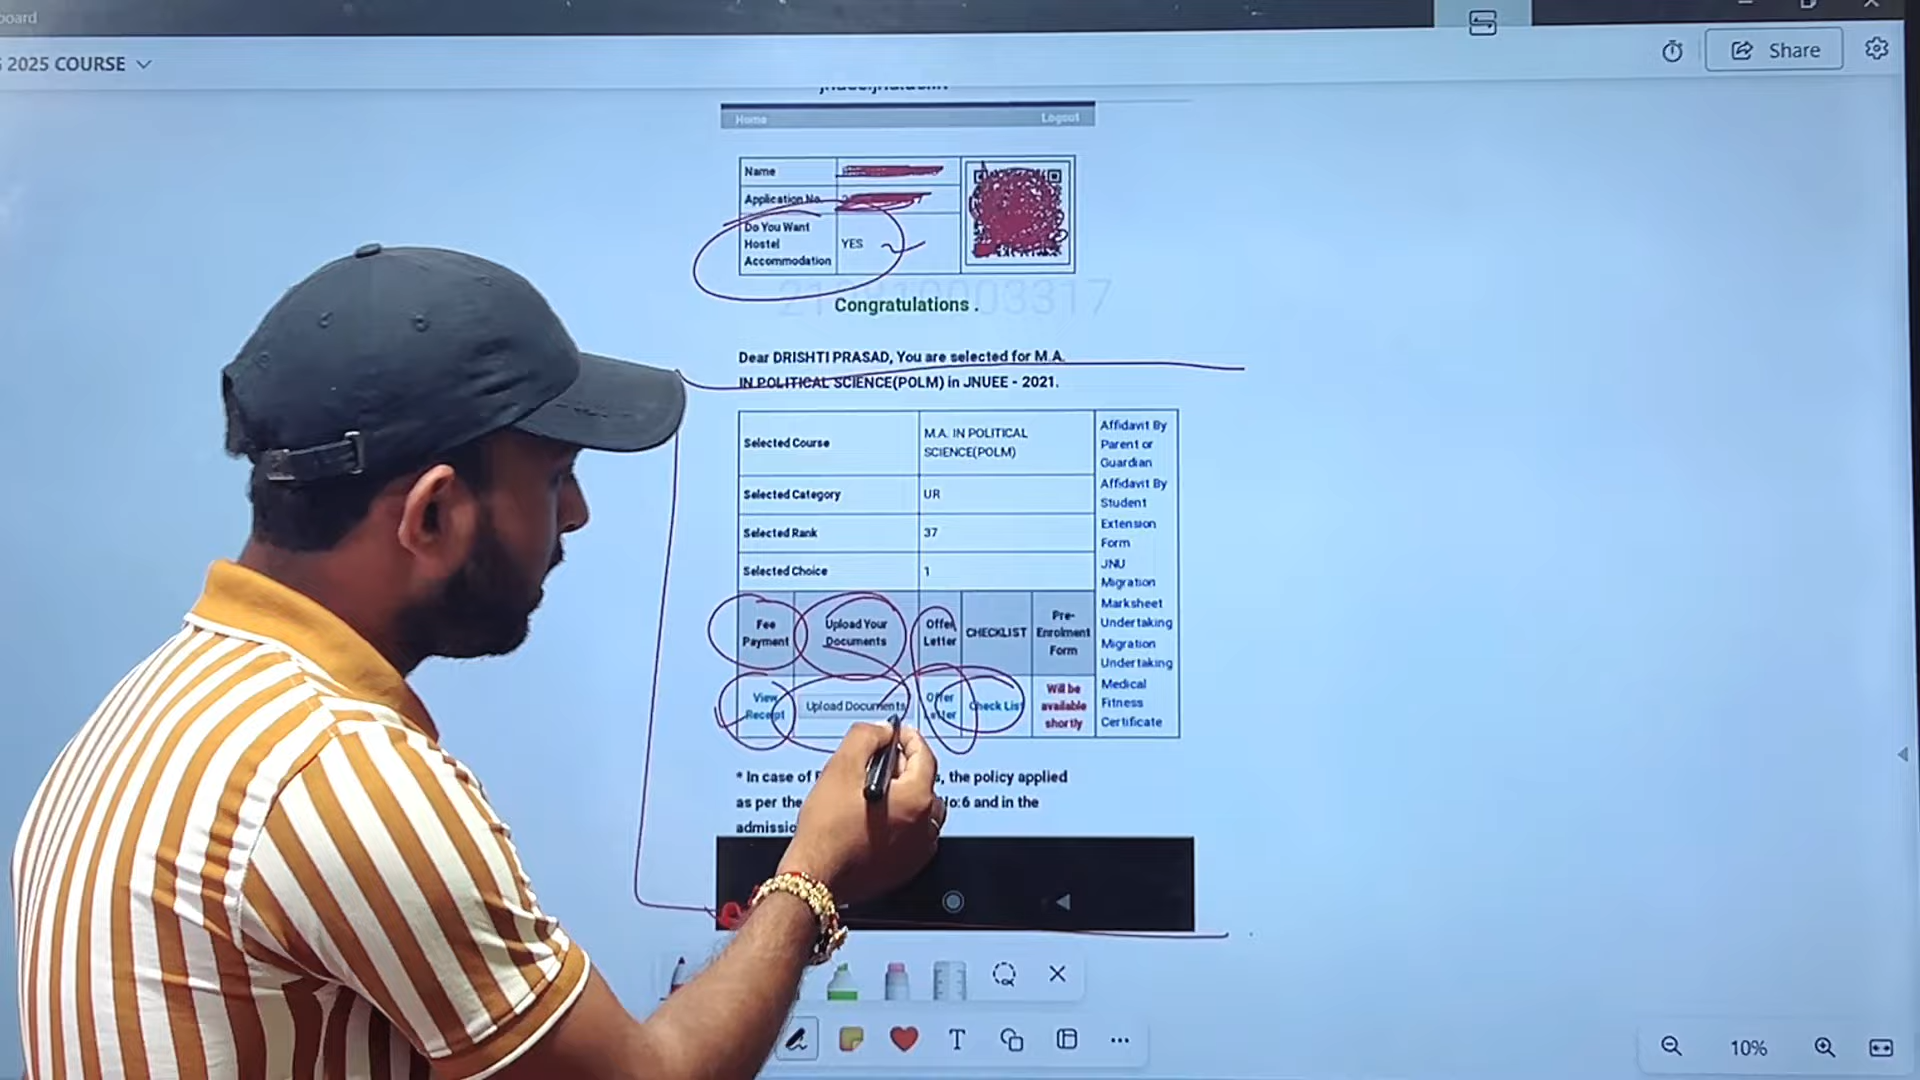 board
2025 COURSE
Share
Home
Logout
Name
Application No.
Do You Want
Hostel
Accommodation
YES
Congratulations .
Dear DRISHTI PRASAD, You are selected for M.A.
IN POLITICAL SCIENCE(POLM) in JNUEE - 2021.
Selected Course
M.A. IN POLITICAL
SCIENCE(POLM)
Selected Category
UR
Selected Rank
37
Selected Choice
1
Fee
Payment
Upload Your
Documents
Offer
Letter
CHECKLIST
Pre-
Enrolment
Form
View
Receipt
Upload Documents
Offer
Letter
Check List
Will be
available
shortly
Affidavit By
Parent or
Guardian
Affidavit By
Student
Extension
Form
JNU
Migration
Marksheet
Undertaking
Migration
Undertaking
Medical
Fitness
Certificate
* In case of , the policy applied
as per the No:6 and in the
admissio
T
10%